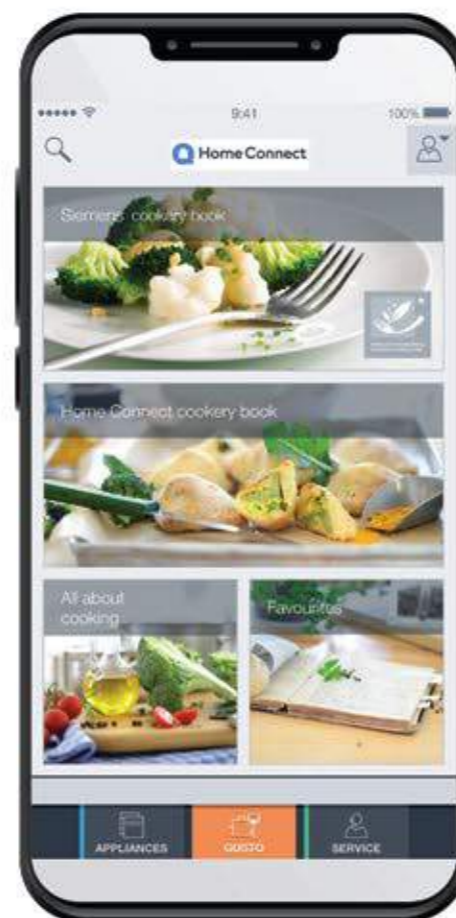 9:41
100%
Home Connect
Siemens' cookery book
Home Connect cookery book
All about
cooking
Favourites
APPLIANCES
GUSTO
SERVICE